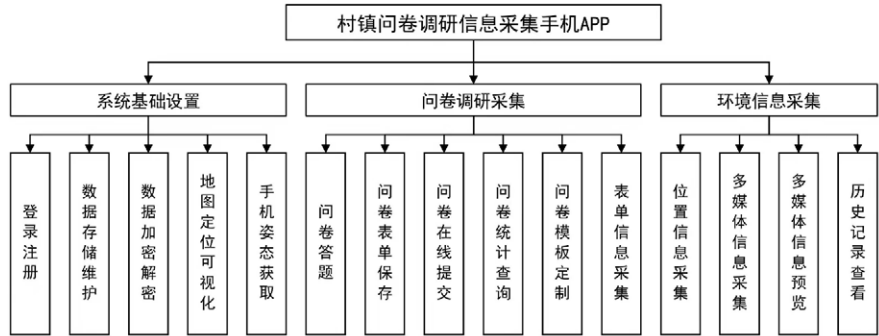 村镇问卷调研信息采集手机APP
系统基础设置
问卷调研采集
环境信息采集
登录注册
数据存储维护
数据加密解密
地图定位可视化
手机姿态获取
问卷答题
问卷表单保存
问卷在线提交
问卷统计查询
问卷模板定制
表单信息采集
位置信息采集
多媒体信息采集
多媒体信息预览
历史记录查看